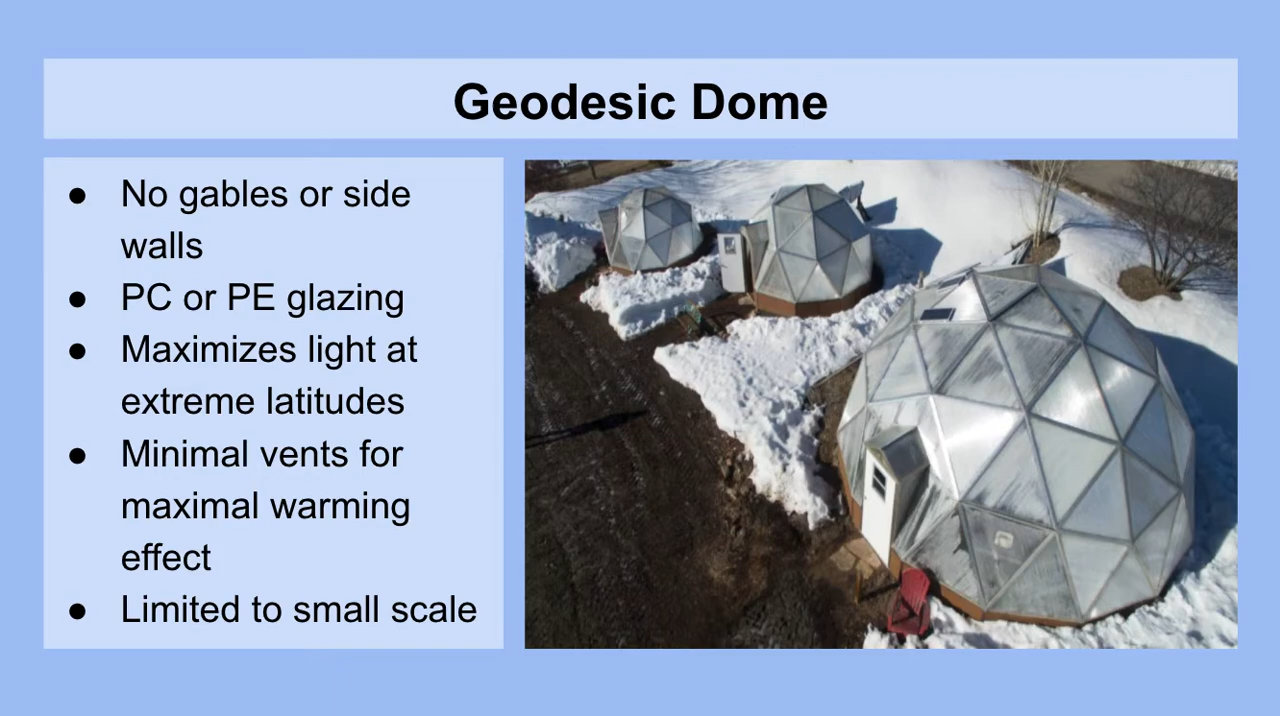 Geodesic Dome
● No gables or side
walls
● PC or PE glazing
● Maximizes light at
extreme latitudes
● Minimal vents for
maximal warming
effect
● Limited to small scale